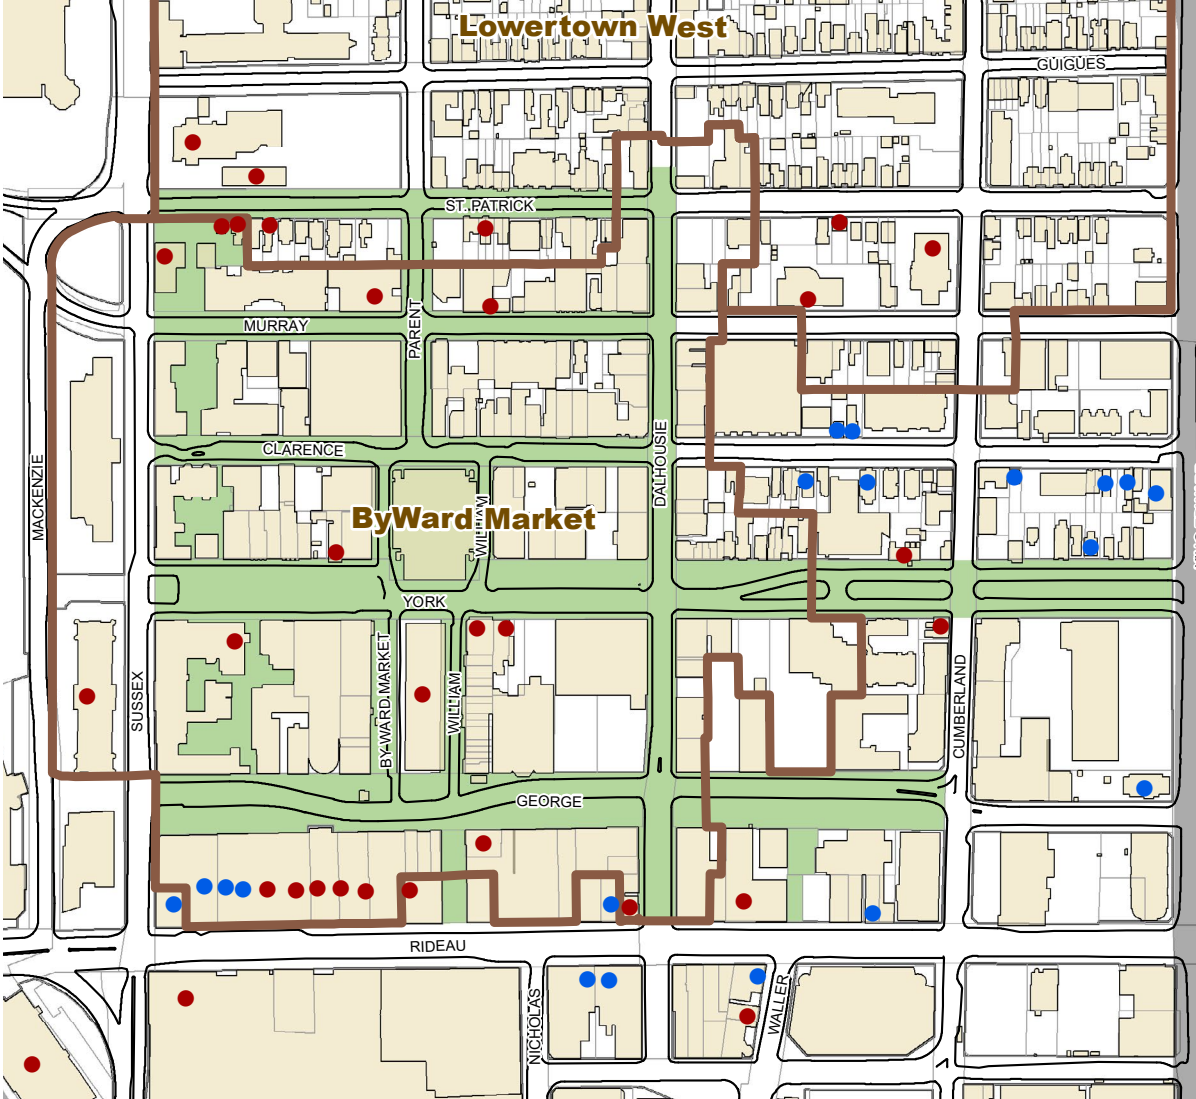 Lowertown West
GUIGUES
ST. PATRICK
MURRAY
PARENT
CLARENCE
DALHOUSIE
MACKENZIE
WILLIAM
ByWard Market
YORK
SUSSEX
BY WARD MARKET
WILLIAM
CUMBERLAND
GEORGE
RIDEAU
NICHOLAS
WALLER